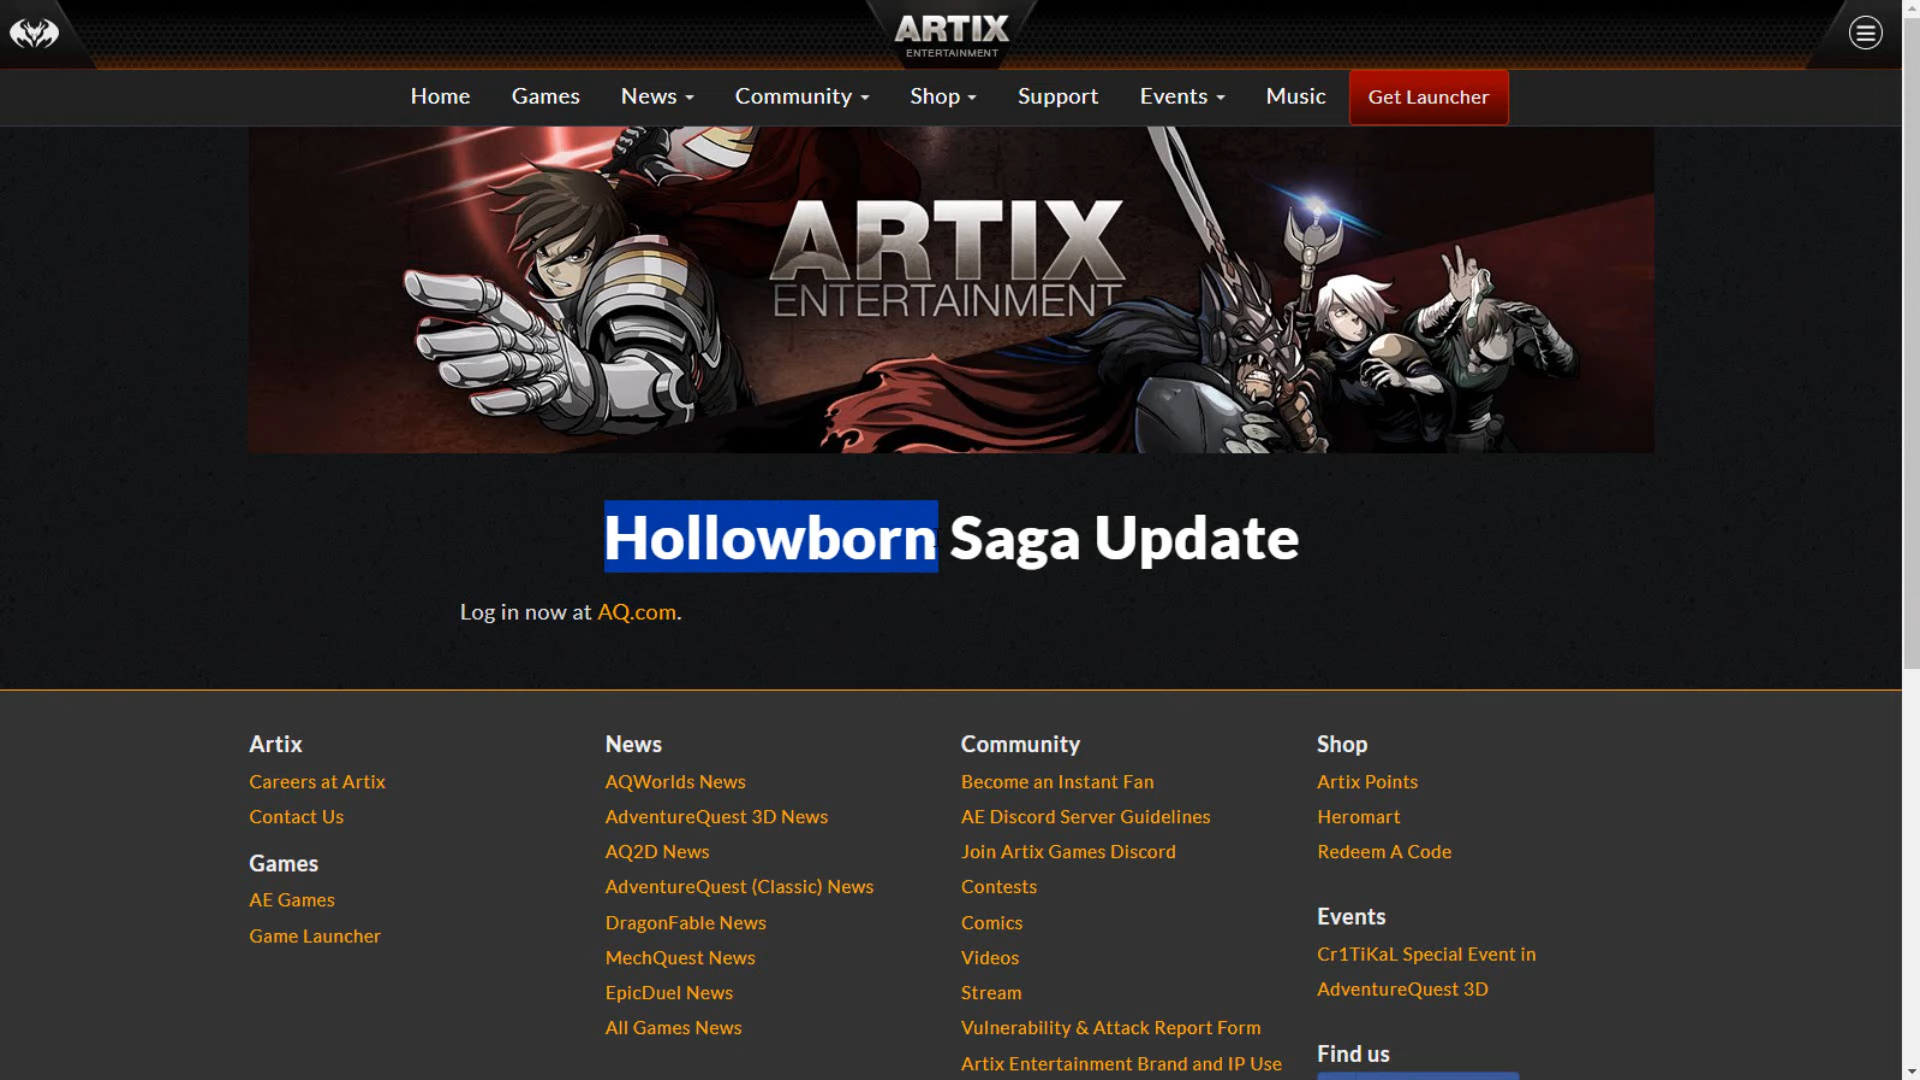 ARTIX
ENTERTAINMENT
Home Games News Community Shop Support Events Music Get Launcher
ARTIX
ENTERTAINMENT
Hollowborn Saga Update
Log in now at AQ.com.
Artix
Careers at Artix
Contact Us
Games
AE Games
Game Launcher
News
AQWorlds News
AdventureQuest 3D News
AQ2D News
AdventureQuest (Classic) News
DragonFable News
MechQuest News
EpicDuel News
All Games News
Community
Become an Instant Fan
AE Discord Server Guidelines
Join Artix Games Discord
Contests
Comics
Videos
Stream
Vulnerability & Attack Report Form
Artix Entertainment Brand and IP Use
Shop
Artix Points
Heromart
Redeem A Code
Events
Cr1TiKaL Special Event in
AdventureQuest 3D
Find us